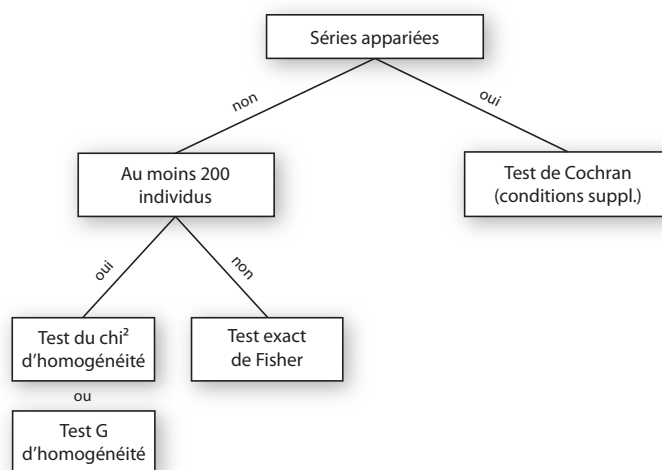 Séries appariées
non
oui
Au moins 200
individus
Test de Cochran
(conditions suppl.)
oui
non
Test du chi²
d’homogénéité
Test exact
de Fisher
ou
Test G
d’homogénéité